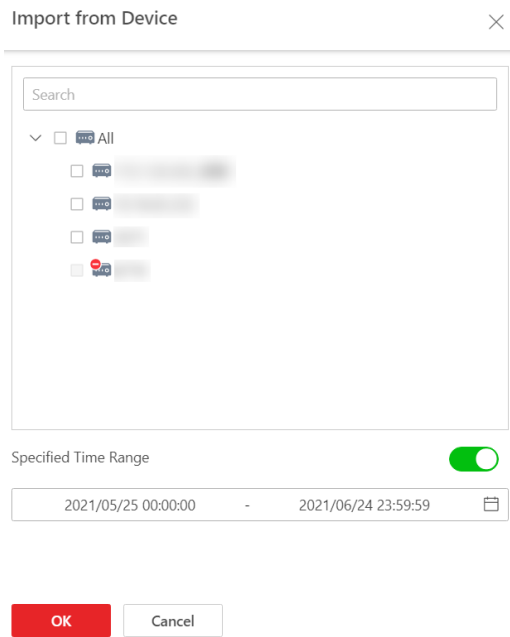 Import from Device
Search
All
Specified Time Range
2021/05/25 00:00:00 - 2021/06/24 23:59:59
OK Cancel